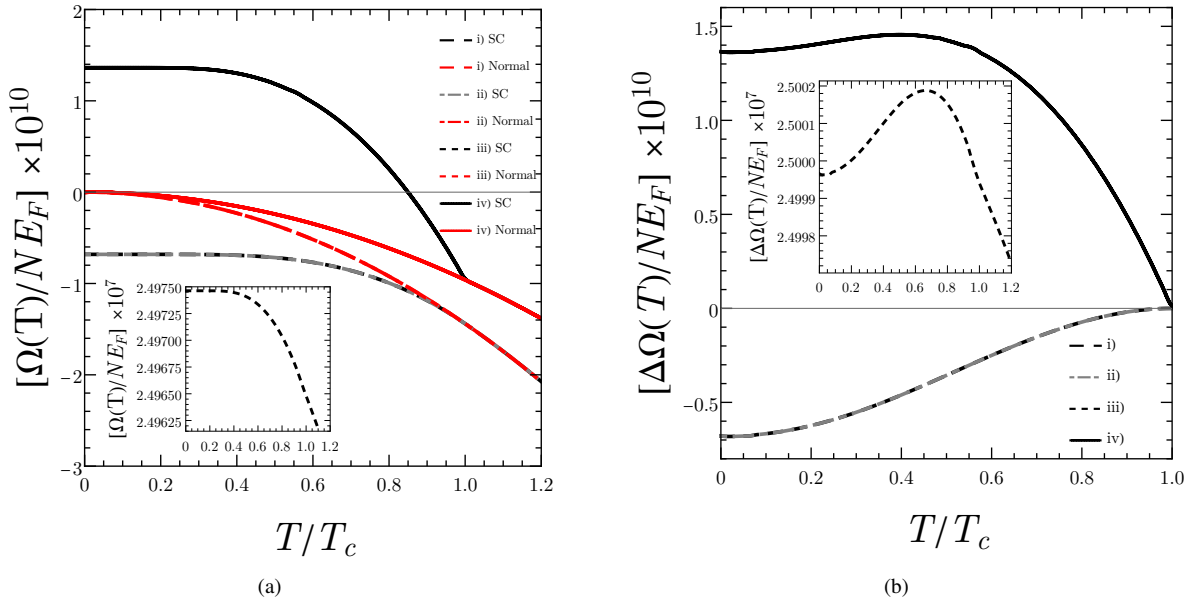 [Ω(T)/NE_F] ×10^10
2
1
0
−1
−2
−3
0
0.2
0.4
0.6
0.8
1.0
1.2
T/T_c
i) SC
i) Normal
ii) SC
ii) Normal
iii) SC
iii) Normal
iv) SC
iv) Normal
[Ω(T)/NE_F] ×10^7
2.49750
2.49725
2.49700
2.49675
2.49650
2.49625
0
0.2
0.4
0.6
0.8
1.0
1.2
(a)
[ΔΩ(T)/NE_F] ×10^10
1.5
1.0
0.5
0
−0.5
0
0.2
0.4
0.6
0.8
1.0
T/T_c
[ΔΩ(T)/NE_F] ×10^7
2.5002
2.5001
2.5000
2.4999
2.4998
0
0.2
0.4
0.6
0.8
1.0
1.2
i)
ii)
iii)
iv)
(b)